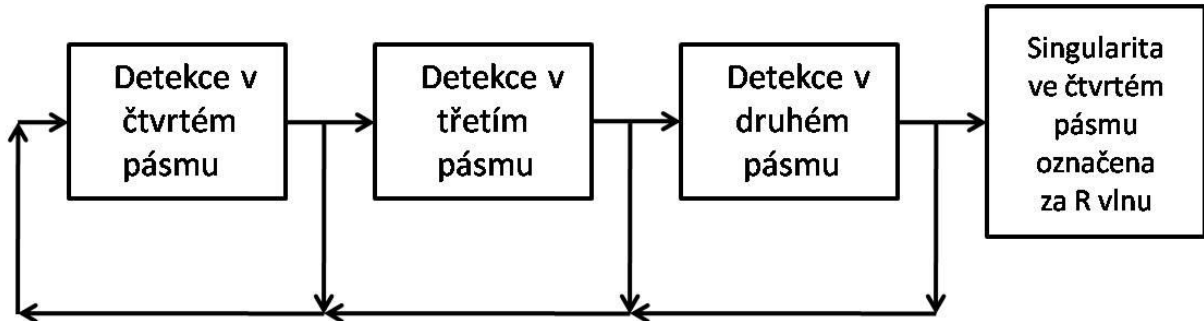 Detekce v
čtvrtém
pásmu
Detekce v
třetím
pásmu
Detekce v
druhém
pásmu
Singularita
ve čtvrtém
pásmu
označena
za R vlnu